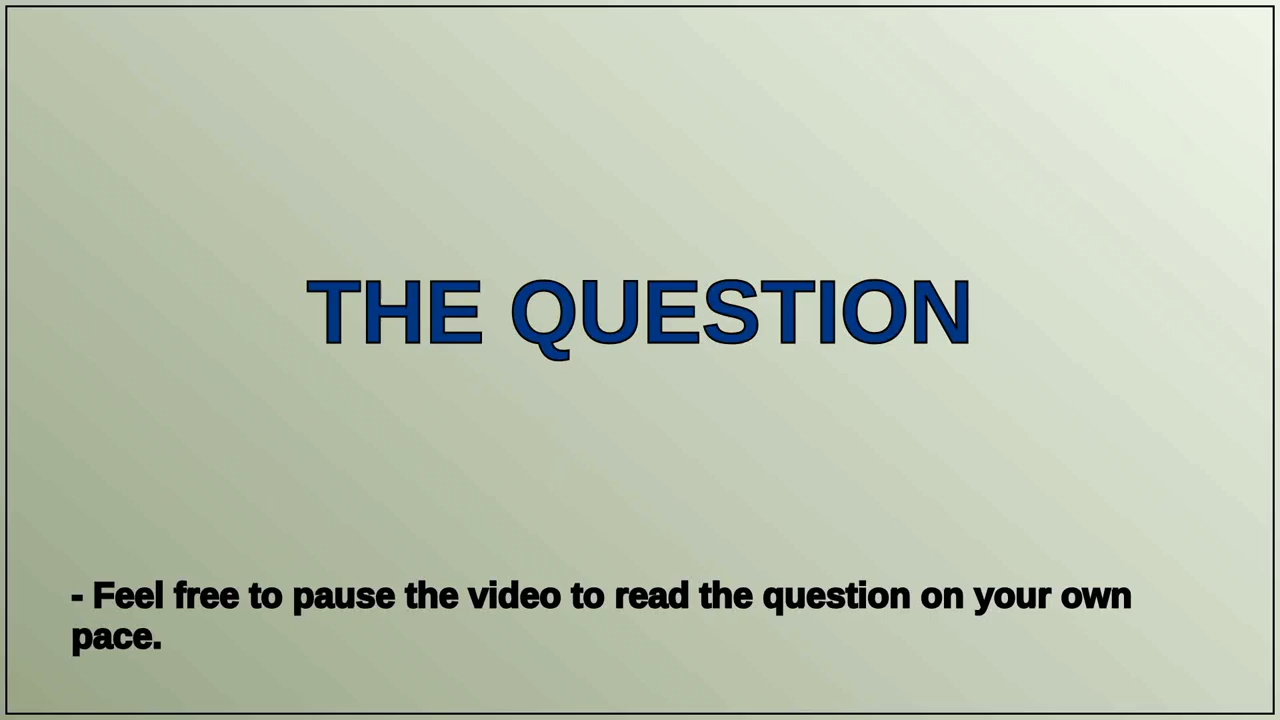 THE QUESTION
- Feel free to pause the video to read the question on your own
pace.